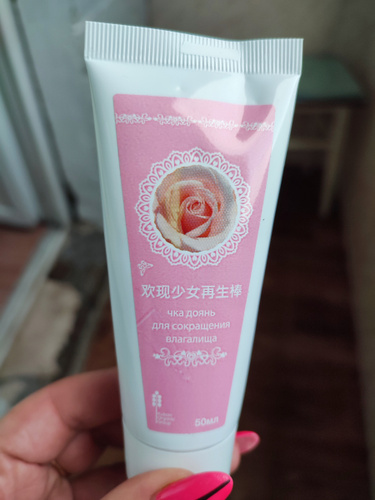 欢现少女再生棒
чка доянь
для сокращения
влагалища
50мл